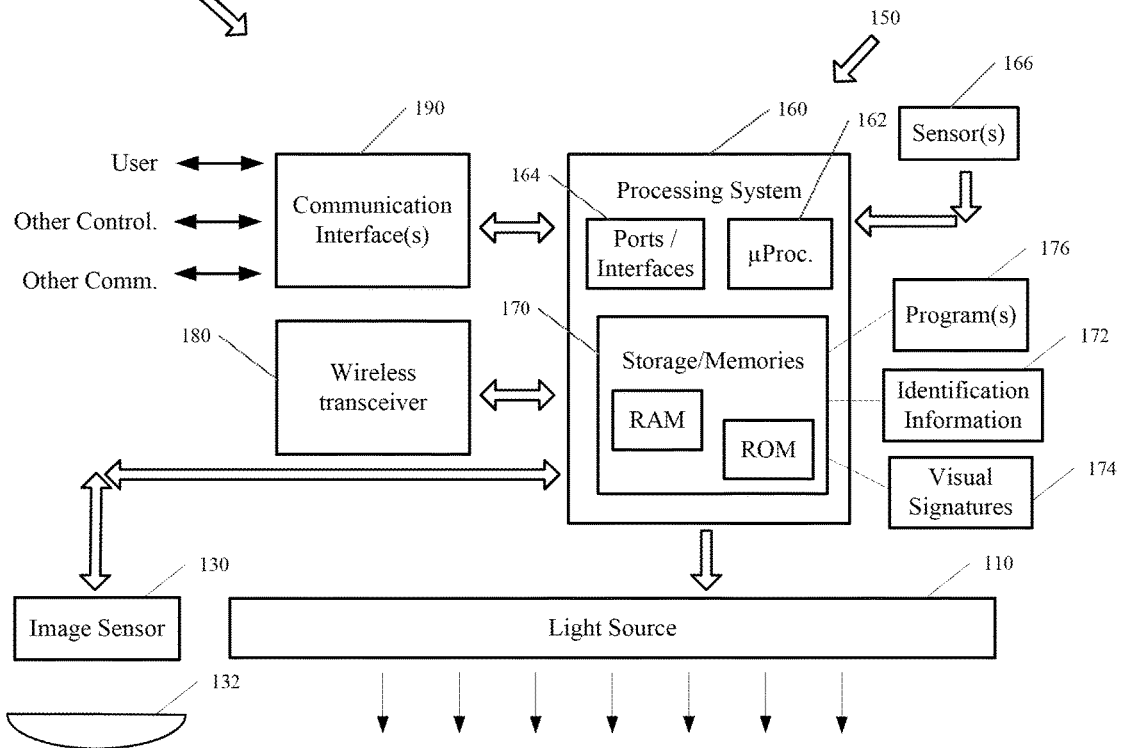 150
166
190
160
162
Sensor(s)
User
164
Processing System
Other Control.
Communication
Interface(s)
Ports /
Interfaces
µProc.
176
Other Comm.
170
Program(s)
180
172
Storage/Memories
Wireless
transceiver
Identification
Information
RAM
ROM
Visual
Signatures
174
130
110
Image Sensor
Light Source
132